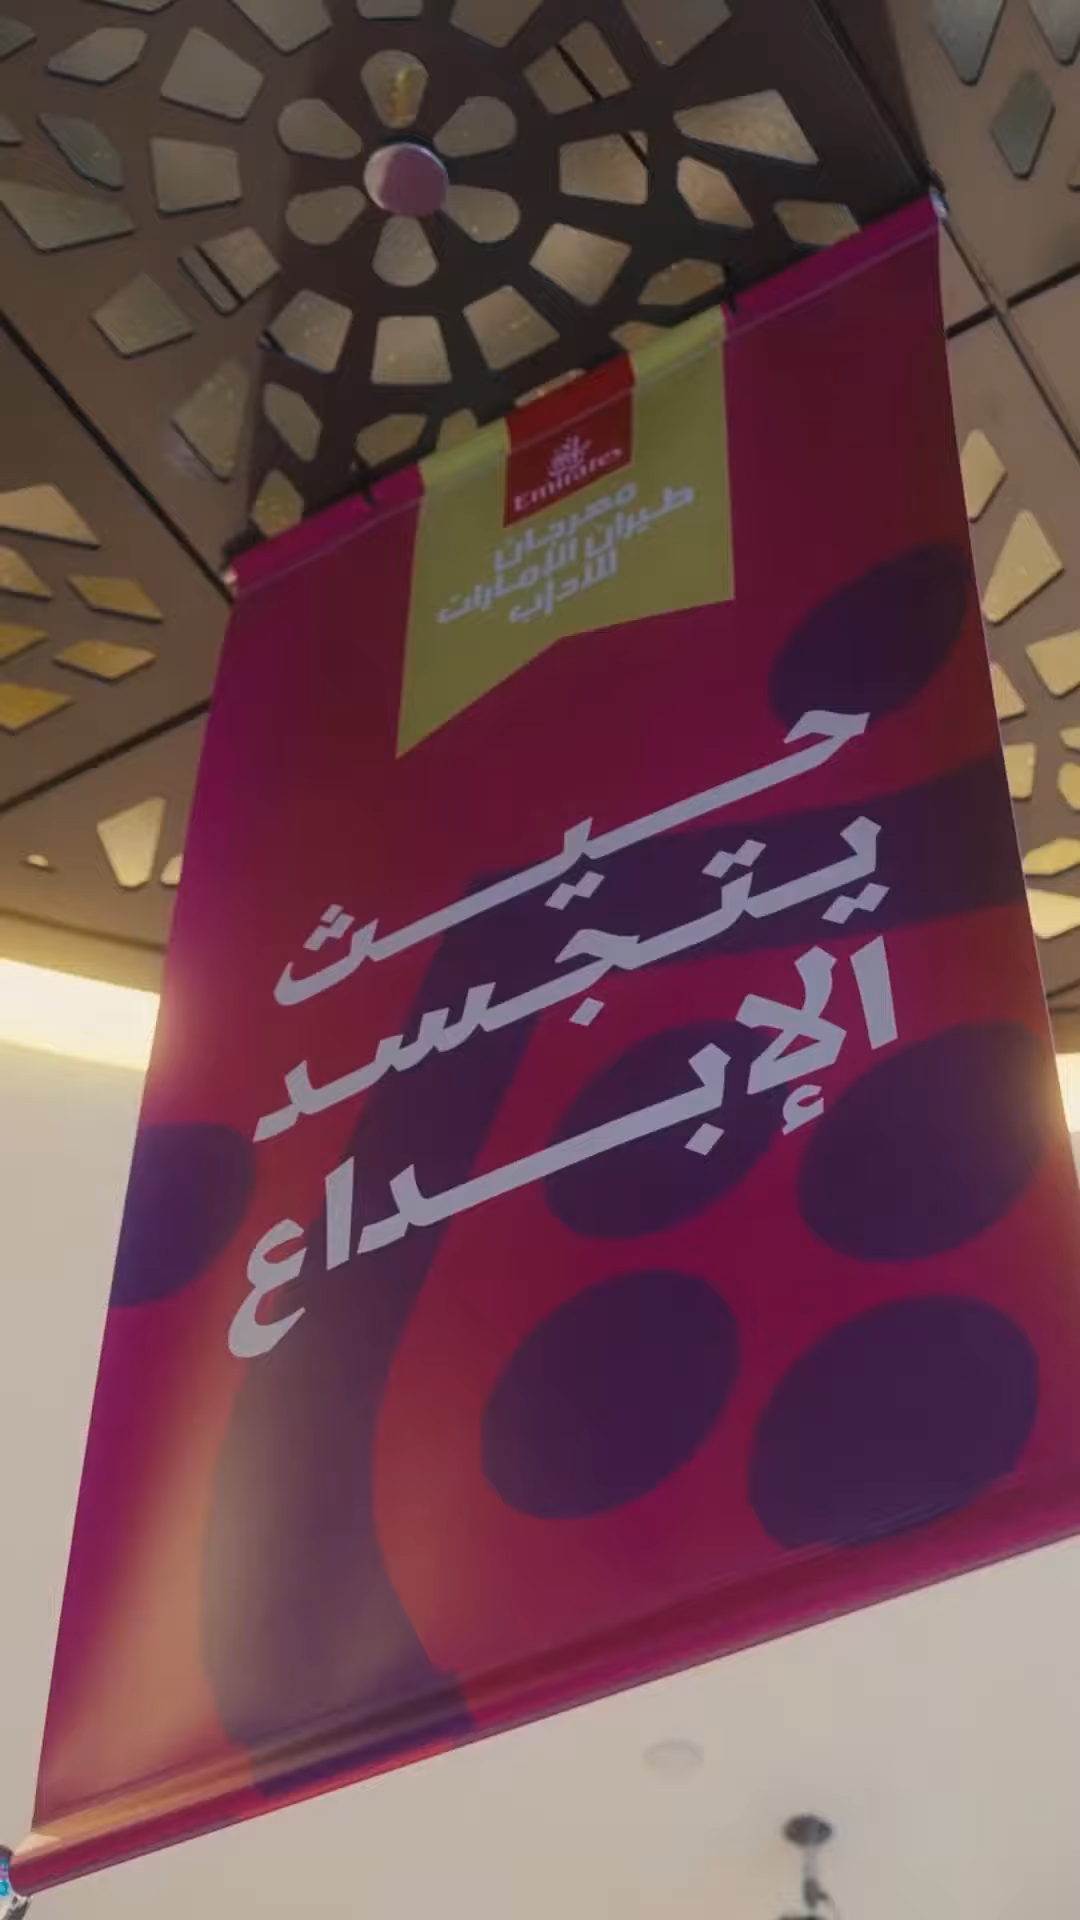 Emirates
مهرجان
طيران الإمارات
للآداب
حيث
يتجسد
الإبداع